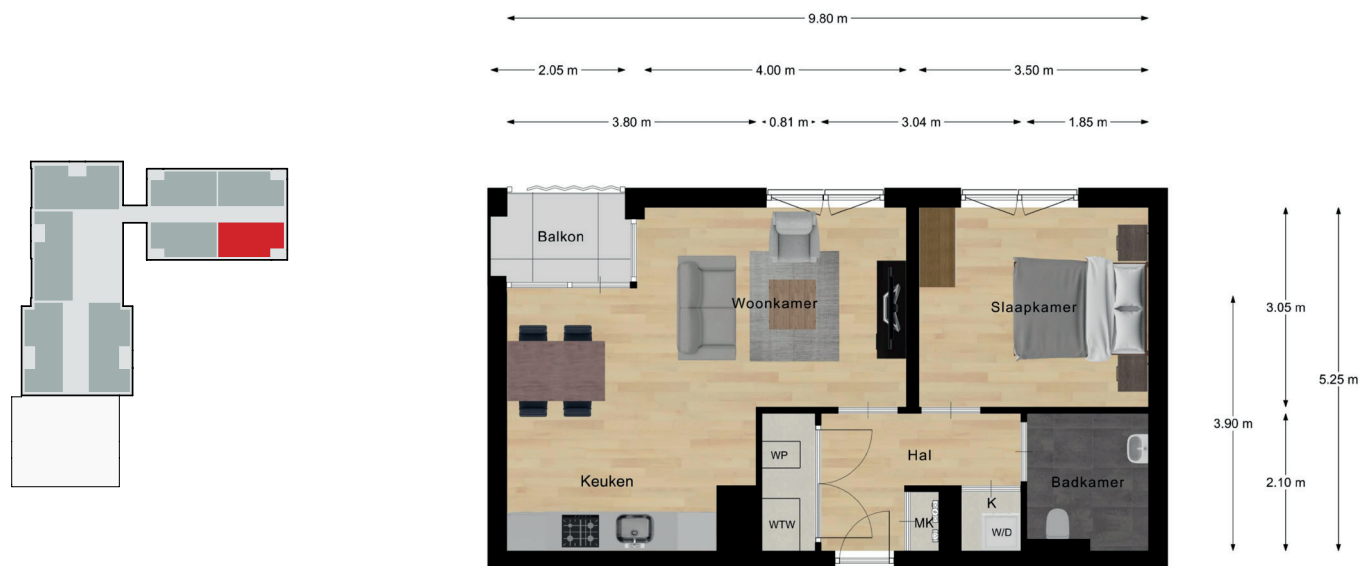 9.80 m
2.05 m
4.00 m
3.50 m
3.80 m
0.81 m
3.04 m
1.85 m
Balkon
Woonkamer
Slaapkamer
3.05 m
5.25 m
3.90 m
WP
Hal
Keuken
Badkamer
2.10 m
K
WTW
MK
W/D